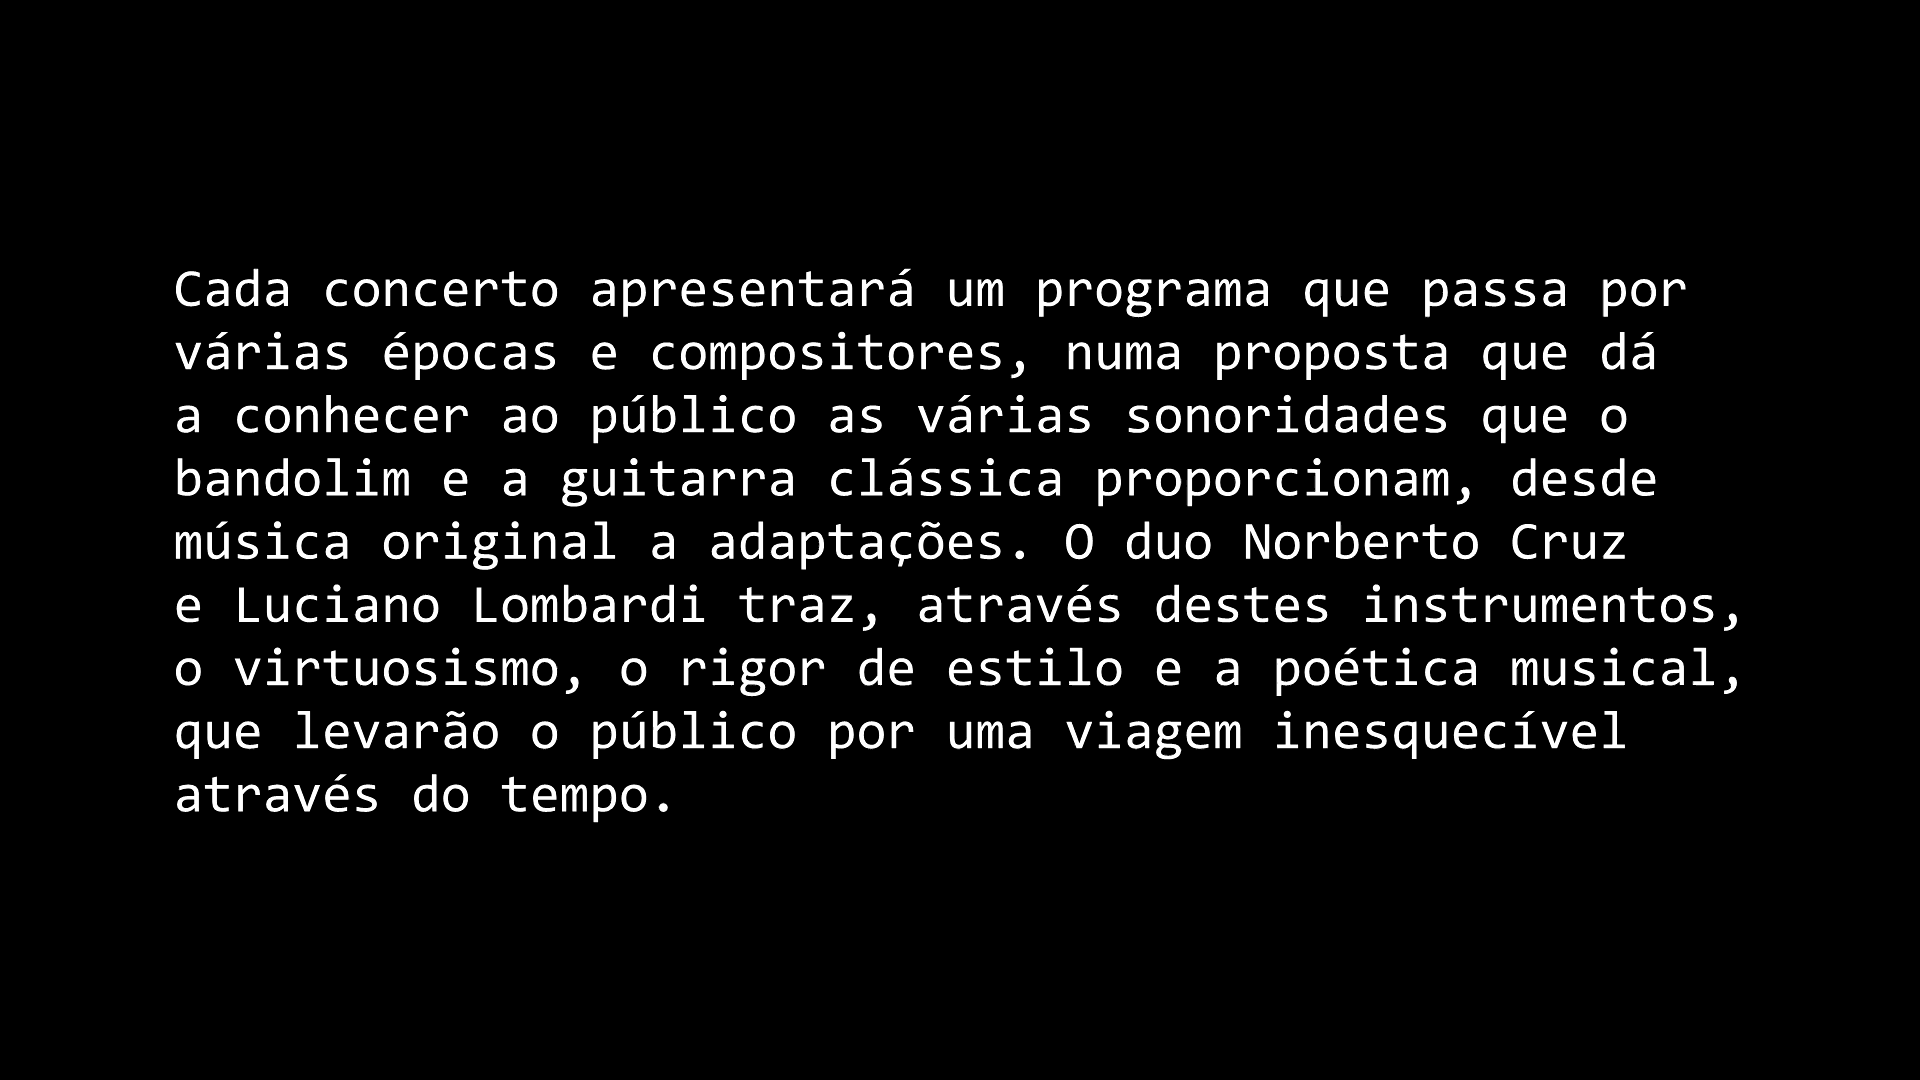 Cada concerto apresentará um programa que passa por
várias épocas e compositores, numa proposta que dá
a conhecer ao público as várias sonoridades que o
bandolim e a guitarra clássica proporcionam, desde
música original a adaptações. O duo Norberto Cruz
e Luciano Lombardi traz, através destes instrumentos,
o virtuosismo, o rigor de estilo e a poética musical,
que levarão o público por uma viagem inesquecível
através do tempo.